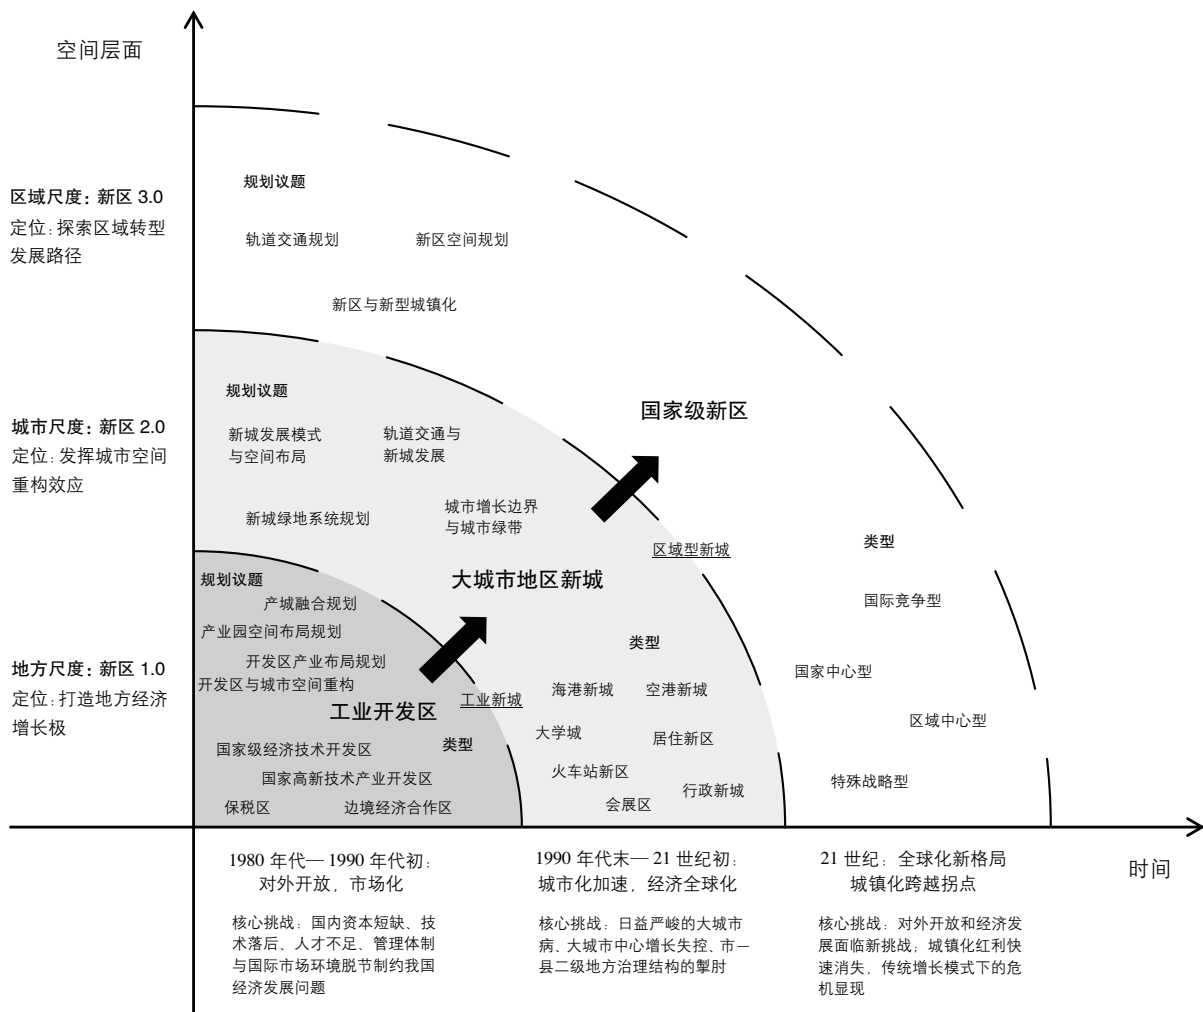 空间层面
区域尺度：新区 3.0
定位：探索区域转型
发展路径
规划议题
轨道交通规划
新区空间规划
新区与新型城镇化
国家级新区
类型
国际竞争型
国家中心型
区域中心型
特殊战略型
城市尺度：新区 2.0
定位：发挥城市空间
重构效应
规划议题
新城发展模式
与空间布局
轨道交通与
新城发展
新城绿地系统规划
城市增长边界
与城市绿带
区域型新城
大城市地区新城
类型
海港新城
空港新城
大学城
居住新区
火车站新区
行政新城
会展区
地方尺度：新区 1.0
定位：打造地方经济
增长极
规划议题
产城融合规划
产业园空间布局规划
开发区产业布局规划
开发区与城市空间重构
工业新城
工业开发区
类型
国家级经济技术开发区
国家高新技术产业开发区
保税区
边境经济合作区
时间
1980 年代— 1990 年代初：
对外开放，市场化
核心挑战：国内资本短缺、技
术落后、人才不足、管理体制
与国际市场环境脱节制约我国
经济发展问题
1990 年代末— 21 世纪初：
城市化加速，经济全球化
核心挑战：日益严峻的大城市
病、大城市中心增长失控、市—
县二级地方治理结构的掣肘
21 世纪：全球化新格局
城镇化跨越拐点
核心挑战：对外开放和经济发
展面临新挑战；城镇化红利快
速消失，传统增长模式下的危
机显现